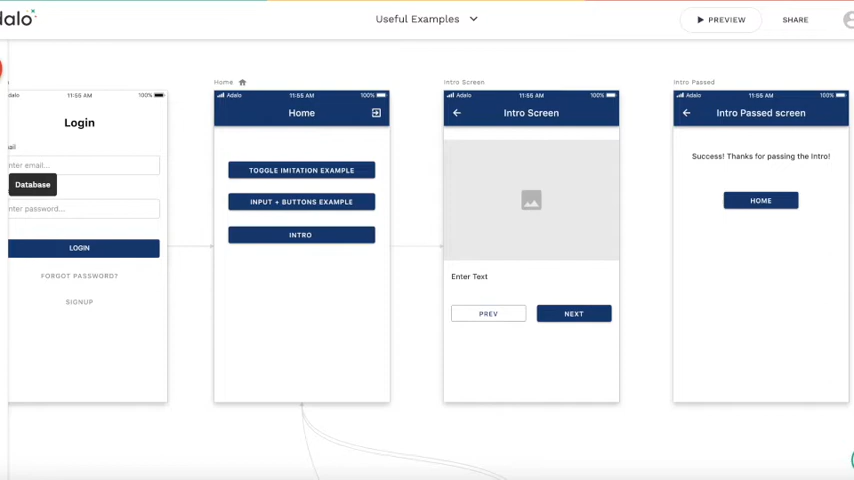 dalo
Useful Examples
PREVIEW
SHARE
Home
Intro Screen
Intro Passed
dalo 11:55 AM 100%
Login
ail
nter email...
Database
nter password...
LOGIN
FORGOT PASSWORD?
SIGNUP
Adalo 11:55 AM 100%
Home
TOGGLE IMITATION EXAMPLE
INPUT + BUTTONS EXAMPLE
INTRO
Adalo 11:55 AM 100%
Intro Screen
Enter Text
PREV
NEXT
Adalo 11:55 AM 100%
Intro Passed screen
Success! Thanks for passing the Intro!
HOME